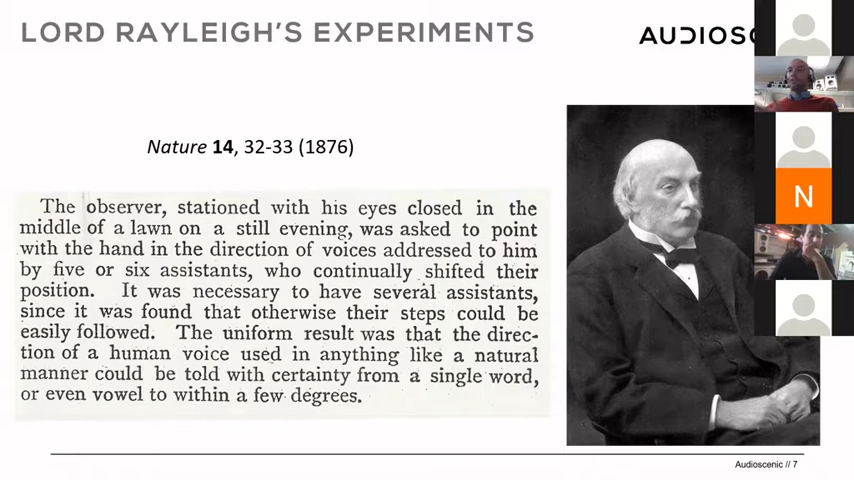 LORD RAYLEIGH'S EXPERIMENTS
Nature 14, 32-33 (1876)
The observer, stationed with his eyes closed in the
middle of a lawn on a still evening, was asked to point
with the hand in the direction of voices addressed to him
by five or six assistants, who continually shifted their
position. It was necessary to have several assistants,
since it was found that otherwise their steps could be
easily followed. The uniform result was that the direc-
tion of a human voice used in anything like a natural
manner could be told with certainty from a single word,
or even vowel to within a few degrees.
N
Audioscenic // 7